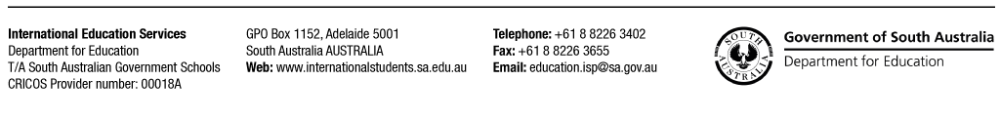 International Education Services
Department for Education
T/A South Australian Government Schools
CRICOS Provider number: 00018A
GPO Box 1152, Adelaide 5001
South Australia AUSTRALIA
Web: www.internationalstudents.sa.edu.au
Telephone: +61 8 8226 3402
Fax: +61 8 8226 3655
Email: education.isp@sa.gov.au
SOUTH AUSTRALIA
Government of South Australia
Department for Education